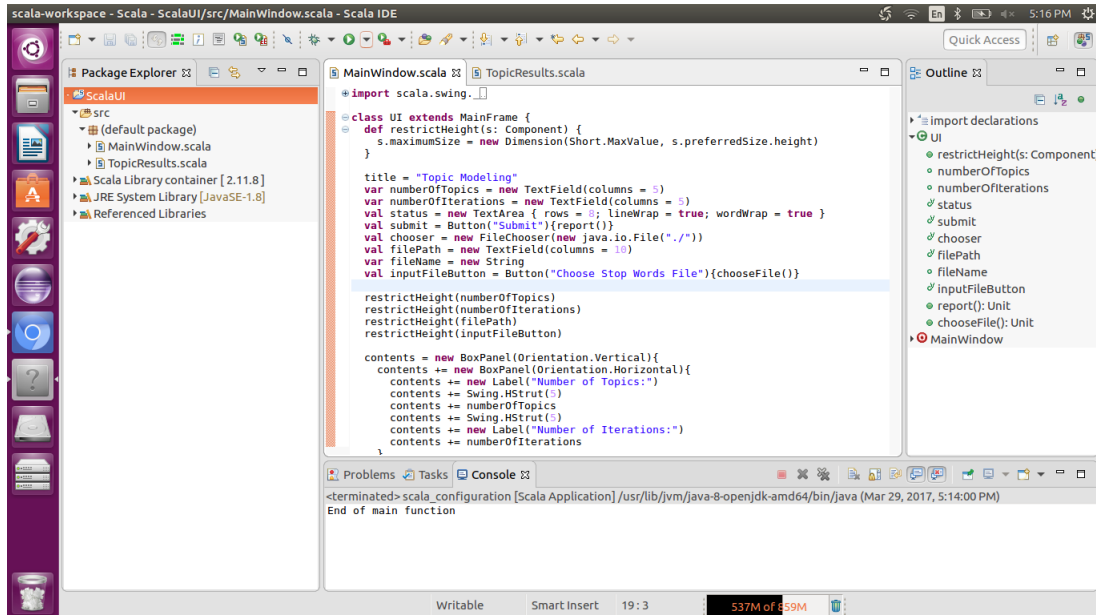 scala-workspace - Scala - ScalaUI/src/MainWindow.scala - Scala IDE
En
5:16 PM
Quick Access
Package Explorer
ScalaUI
src
(default package)
MainWindow.scala
TopicResults.scala
Scala Library container [ 2.11.8 ]
JRE System Library [JavaSE-1.8]
Referenced Libraries
MainWindow.scala
TopicResults.scala
import scala.swing._
class UI extends MainFrame {
def restrictHeight(s: Component) {
s.maximumSize = new Dimension(Short.MaxValue, s.preferredSize.height)
}
title = "Topic Modeling"
var numberOfTopics = new TextField(columns = 5)
var numberOfIterations = new TextField(columns = 5)
val status = new TextArea { rows = 8; lineWrap = true; wordWrap = true }
val submit = Button("Submit"){report()}
val chooser = new FileChooser(new java.io.File("./"))
val filePath = new TextField(columns = 10)
var fileName = new String
val inputFileButton = Button("Choose Stop Words File"){chooseFile()}
restrictHeight(numberOfTopics)
restrictHeight(numberOfIterations)
restrictHeight(filePath)
restrictHeight(inputFileButton)
contents = new BoxPanel(Orientation.Vertical){
contents += new BoxPanel(Orientation.Horizontal){
contents += new Label("Number of Topics:")
contents += Swing.HStrut(5)
contents += numberOfTopics
contents += Swing.HStrut(5)
contents += new Label("Number of Iterations:")
contents += numberOfIterations
}
Outline
import declarations
UI
restrictHeight(s: Component
numberOfTopics
numberOfIterations
status
submit
chooser
filePath
fileName
inputFileButton
report(): Unit
chooseFile(): Unit
MainWindow
Problems
Tasks
Console
<terminated> scala_configuration [Scala Application] /usr/lib/jvm/java-8-openjdk-amd64/bin/java (Mar 29, 2017, 5:14:00 PM)
End of main function
Writable
Smart Insert
19 : 3
537M of 859M